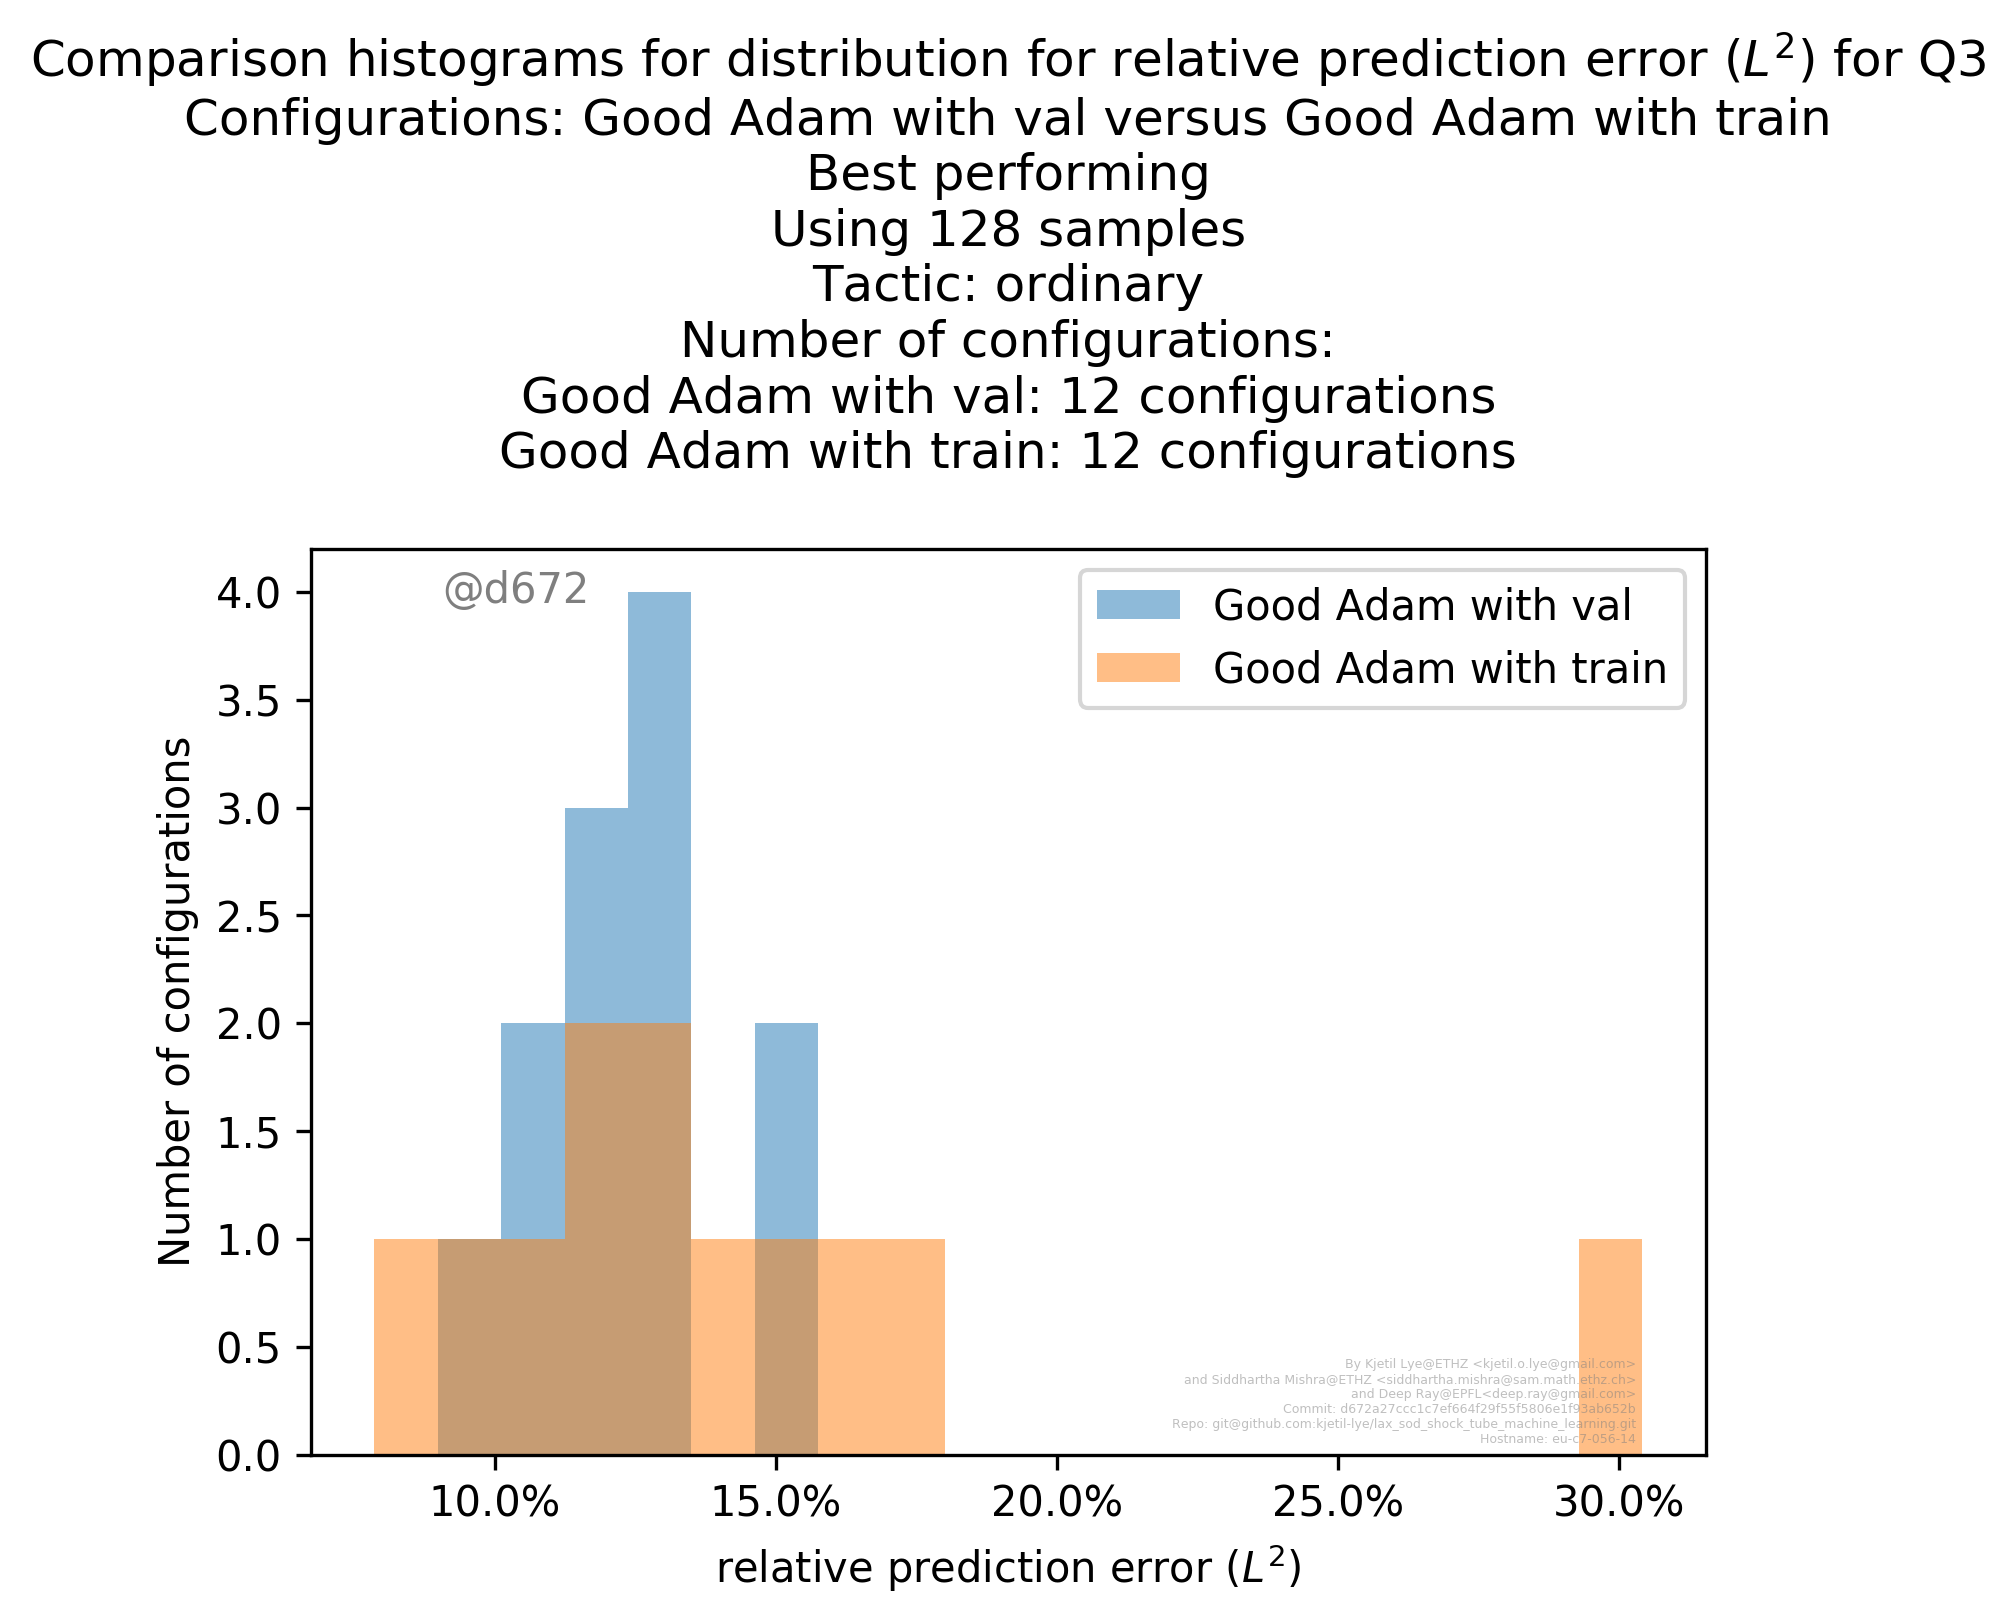 Comparison histograms for distribution for relative prediction error (L²) for Q3
Configurations: Good Adam with val versus Good Adam with train
Best performing
Using 128 samples
Tactic: ordinary
Number of configurations:
Good Adam with val: 12 configurations
Good Adam with train: 12 configurations
@d672
Good Adam with val
Good Adam with train
4.0
3.5
3.0
2.5
2.0
1.5
1.0
0.5
0.0
Number of configurations
By Kjetil Lye@ETHZ <kjetil.o.lye@gmail.com>
and Siddhartha Mishra@ETHZ <siddhartha.mishra@sam.math.ethz.ch>
and Deep Ray@EPFL<deep.ray@gmail.com>
Commit: d672a27ccc1c7ef664f29f55f5806e1f93ab652b
Repo: git@github.com:kjetil-lye/lax_sod_shock_tube_machine_learning.git
Hostname: eu-c7-056-14
10.0% 15.0% 20.0% 25.0% 30.0%
relative prediction error (L²)